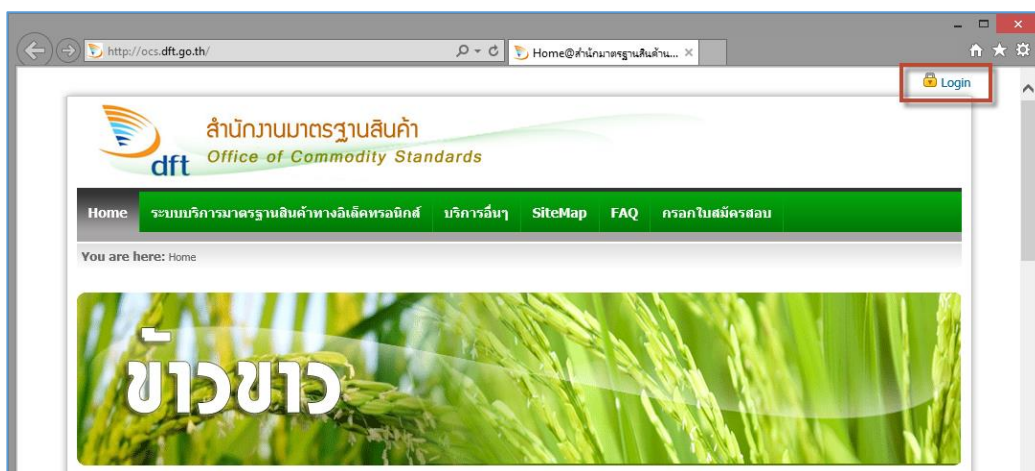 http://ocs.dft.go.th/
Home@สำนักมาตรฐานสินค้าน...
Login
dft
สำนักงานมาตรฐานสินค้า
Office of Commodity Standards
Home ระบบบริการมาตรฐานสินค้าทางอิเล็คทรอนิกส์ บริการอื่นๆ SiteMap FAQ กรอกใบสมัครสอบ
You are here: Home
ข้าวขาว